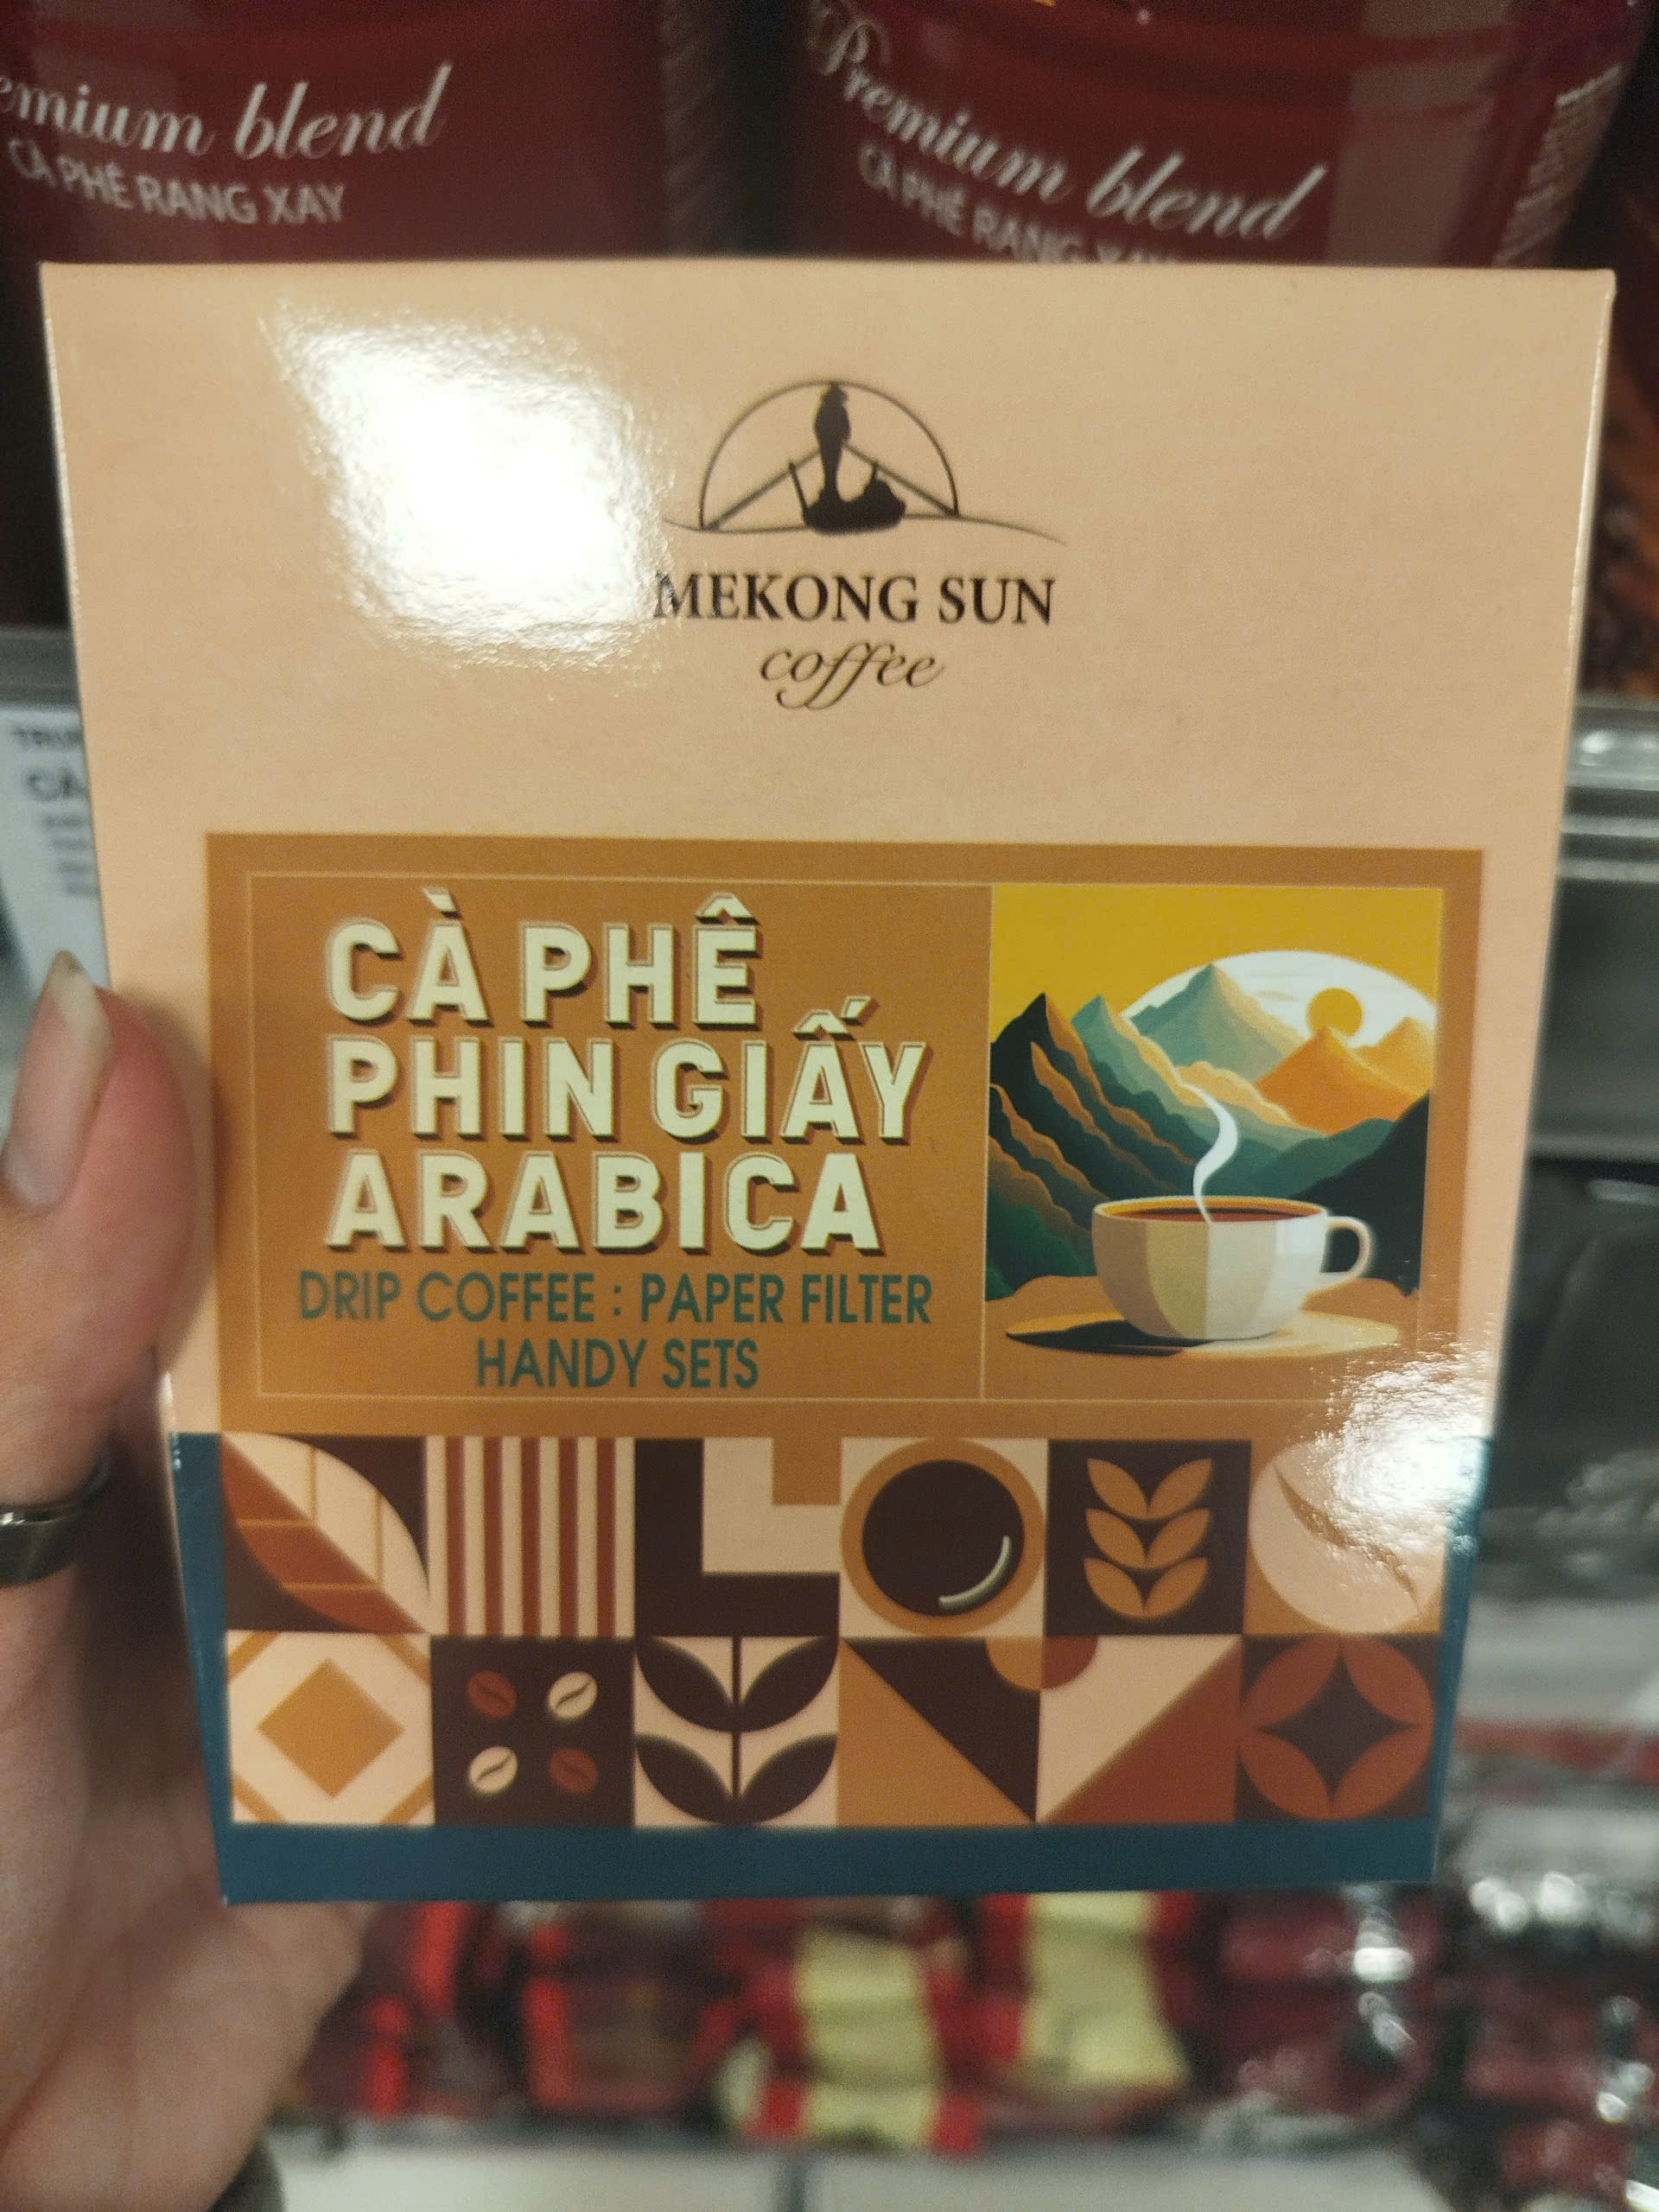 Premium blend
CÀ PHÊ RANG XAY
blend
CÀ PHÊ RANG XAY
MEKONG SUN
coffee
CÀ PHÊ
PHIN GIẤY
ARABICA
DRIP COFFEE : PAPER FILTER
HANDY SETS